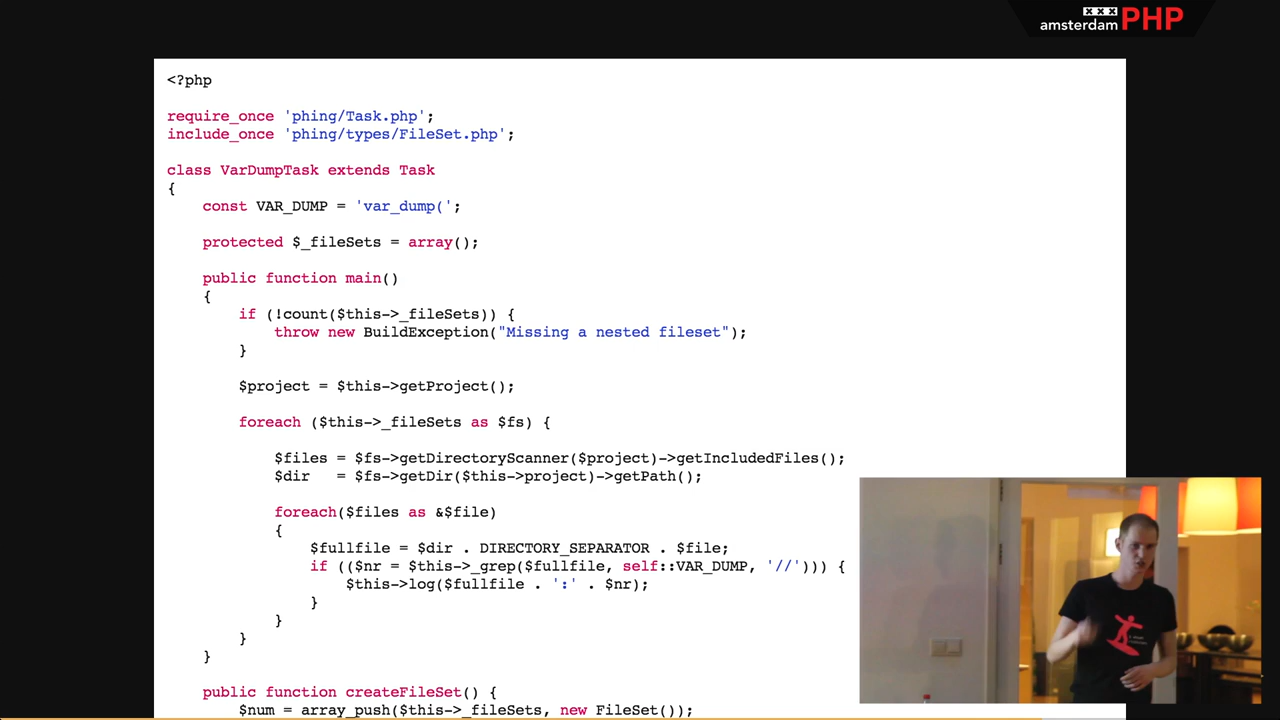 amsterdamPHP
<?php
require_once 'phing/Task.php';
include_once 'phing/types/FileSet.php';
class VarDumpTask extends Task
{
const VAR_DUMP = 'var_dump(';
protected $_fileSets = array();
public function main()
{
if (!count($this->_fileSets)) {
throw new BuildException("Missing a nested fileset");
}
$project = $this->getProject();
foreach ($this->_fileSets as $fs) {
$files = $fs->getDirectoryScanner($project)->getIncludedFiles();
$dir   = $fs->getDir($this->project)->getPath();
foreach($files as &$file)
{
$fullfile = $dir . DIRECTORY_SEPARATOR . $file;
if (($nr = $this->_grep($fullfile, self::VAR_DUMP, '//'))) {
$this->log($fullfile . ':' . $nr);
}
}
}
}
public function createFileSet() {
$num = array_push($this->_fileSets, new FileSet());